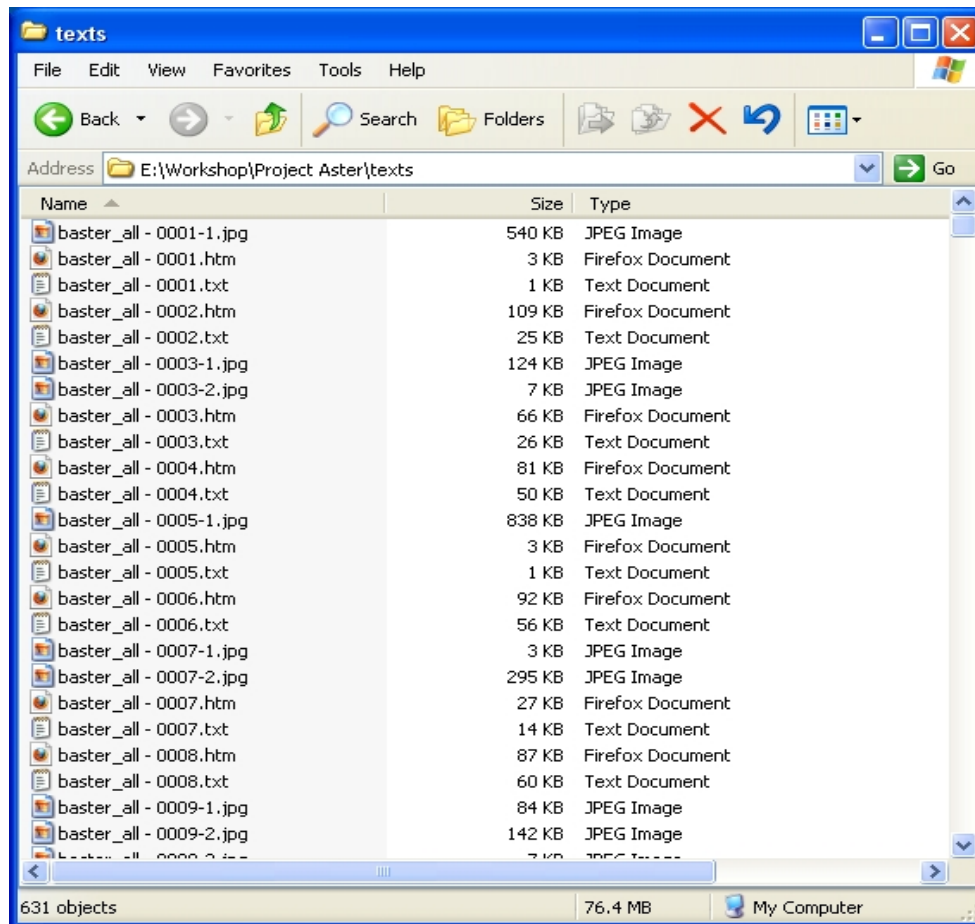 texts
File Edit View Favorites Tools Help
Back Search Folders
Address E:\Workshop\Project Aster\texts Go
Name Size Type
baster_all - 0001-1.jpg 540 KB JPEG Image
baster_all - 0001.htm 3 KB Firefox Document
baster_all - 0001.txt 1 KB Text Document
baster_all - 0002.htm 109 KB Firefox Document
baster_all - 0002.txt 25 KB Text Document
baster_all - 0003-1.jpg 124 KB JPEG Image
baster_all - 0003-2.jpg 7 KB JPEG Image
baster_all - 0003.htm 66 KB Firefox Document
baster_all - 0003.txt 26 KB Text Document
baster_all - 0004.htm 81 KB Firefox Document
baster_all - 0004.txt 50 KB Text Document
baster_all - 0005-1.jpg 838 KB JPEG Image
baster_all - 0005.htm 3 KB Firefox Document
baster_all - 0005.txt 1 KB Text Document
baster_all - 0006.htm 92 KB Firefox Document
baster_all - 0006.txt 56 KB Text Document
baster_all - 0007-1.jpg 3 KB JPEG Image
baster_all - 0007-2.jpg 295 KB JPEG Image
baster_all - 0007.htm 27 KB Firefox Document
baster_all - 0007.txt 14 KB Text Document
baster_all - 0008.htm 87 KB Firefox Document
baster_all - 0008.txt 60 KB Text Document
baster_all - 0009-1.jpg 84 KB JPEG Image
baster_all - 0009-2.jpg 142 KB JPEG Image
631 objects 76.4 MB My Computer